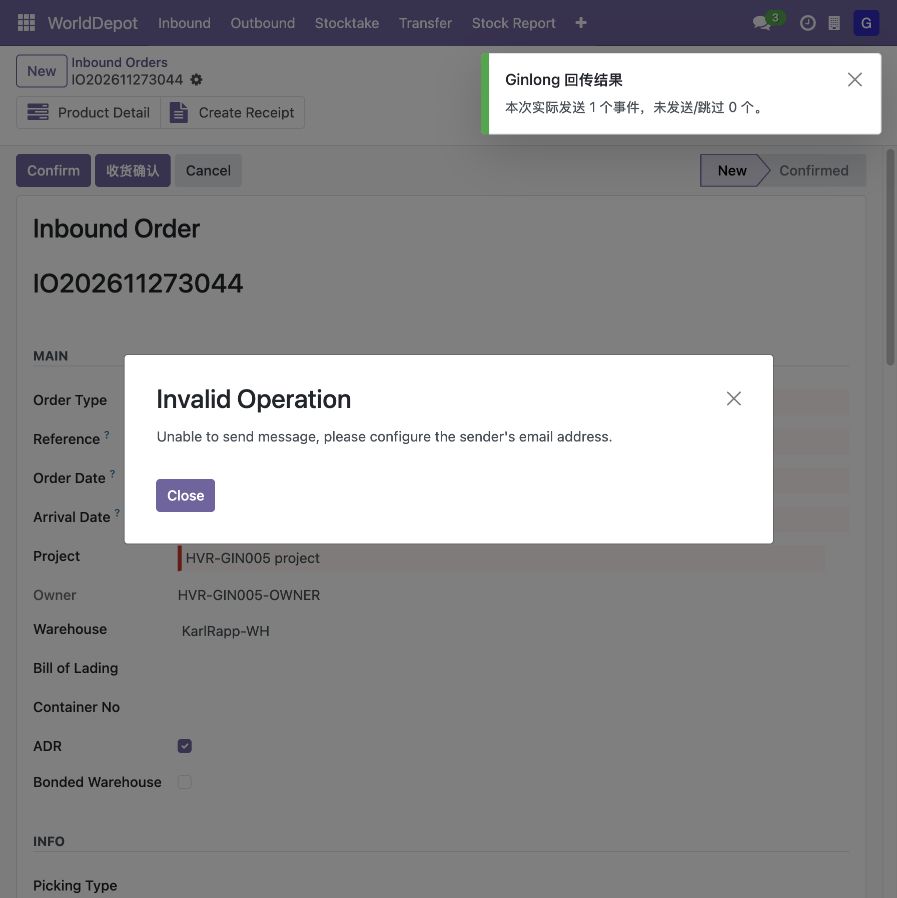 WorldDepot Inbound Outbound Stocktake Transfer Stock Report + 3 G
New Inbound Orders
IO202611273044
Product Detail Create Receipt
Ginlong 回传结果
本次实际发送 1 个事件，未发送/跳过 0 个。
Confirm 收货确认 Cancel New Confirmed
Inbound Order
IO202611273044
MAIN
Order Type
Reference ?
Order Date ?
Arrival Date ?
Invalid Operation
Unable to send message, please configure the sender's email address.
Close
Project HVR-GIN005 project
Owner HVR-GIN005-OWNER
Warehouse KarlRapp-WH
Bill of Lading
Container No
ADR
Bonded Warehouse
INFO
Picking Type